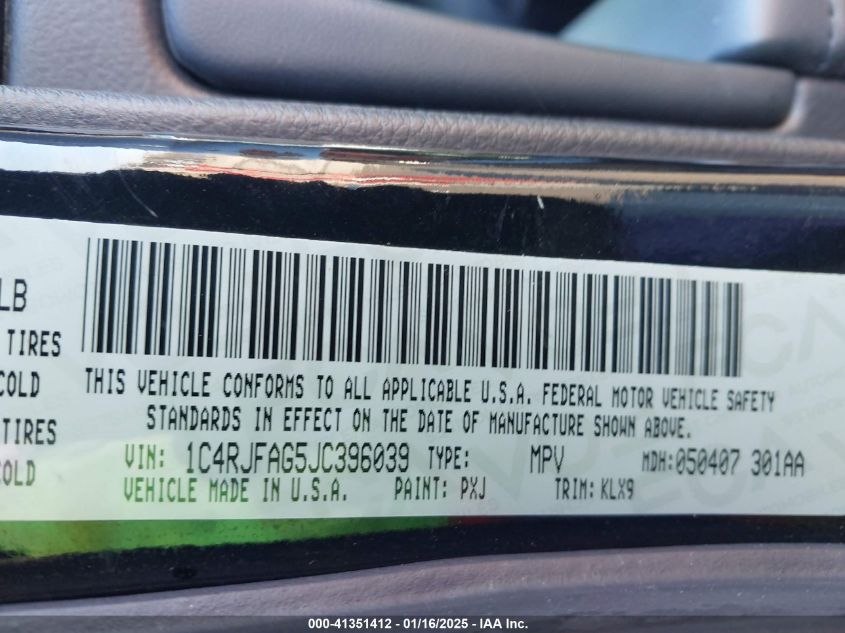 LB
TIRES
COLD
THIS VEHICLE CONFORMS TO ALL APPLICABLE U.S.A. FEDERAL MOTOR VEHICLE SAFETY
STANDARDS IN EFFECT ON THE DATE OF MANUFACTURE SHOWN ABOVE.
TIRES
VIN: 1C4RJFAG5JC396039 TYPE: MPV MDH:050407 301AA
COLD
VEHICLE MADE IN U.S.A. PAINT: PXJ TRIM: KLX9
000-41351412 - 01/16/2025 - IAA Inc.